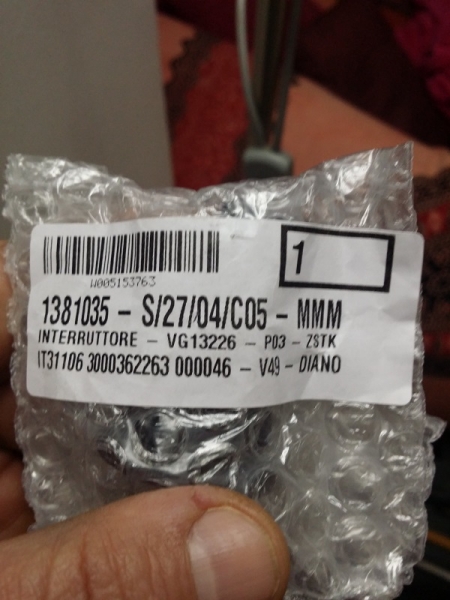 1
W005153763
1381035 - S/27/04/C05 - MMM
INTERRUTTORE - VG13226 - P03 - ZSTK
IT31106 3000362263 000046 - V49 - DIANO